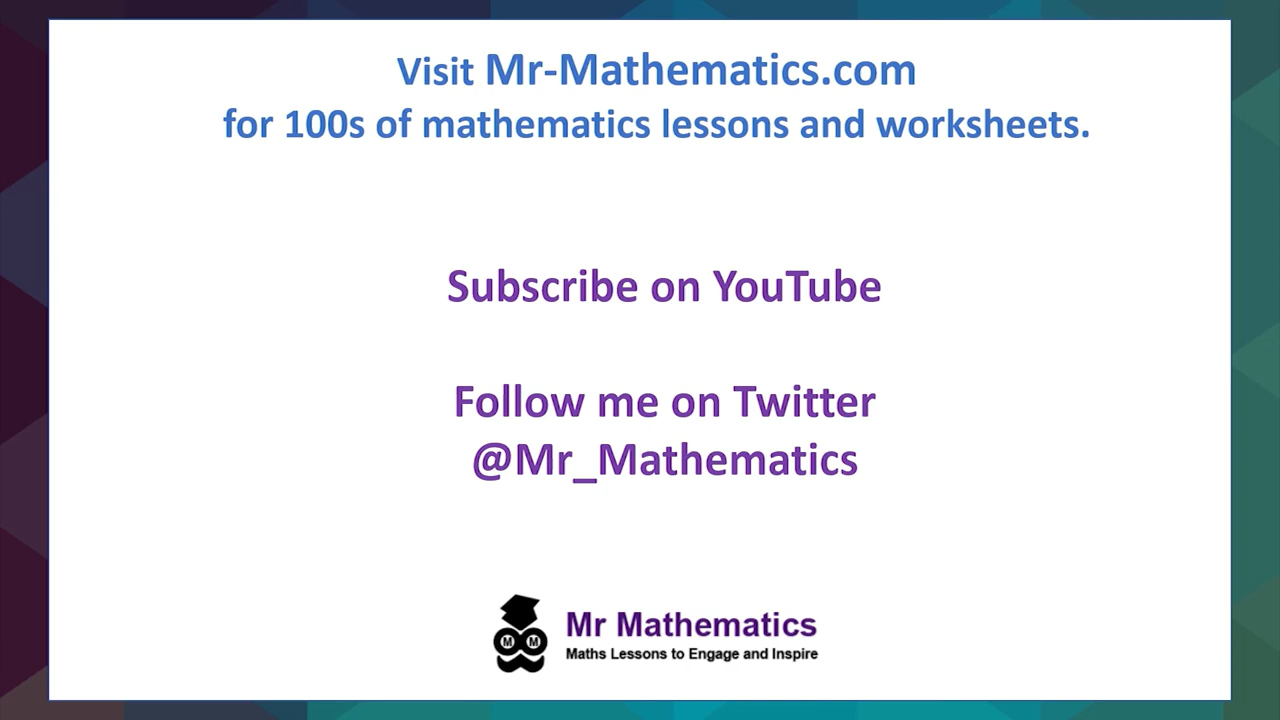 Visit Mr-Mathematics.com
for 100s of mathematics lessons and worksheets.
Subscribe on YouTube
Follow me on Twitter
@Mr_Mathematics
M M
Mr Mathematics
Maths Lessons to Engage and Inspire